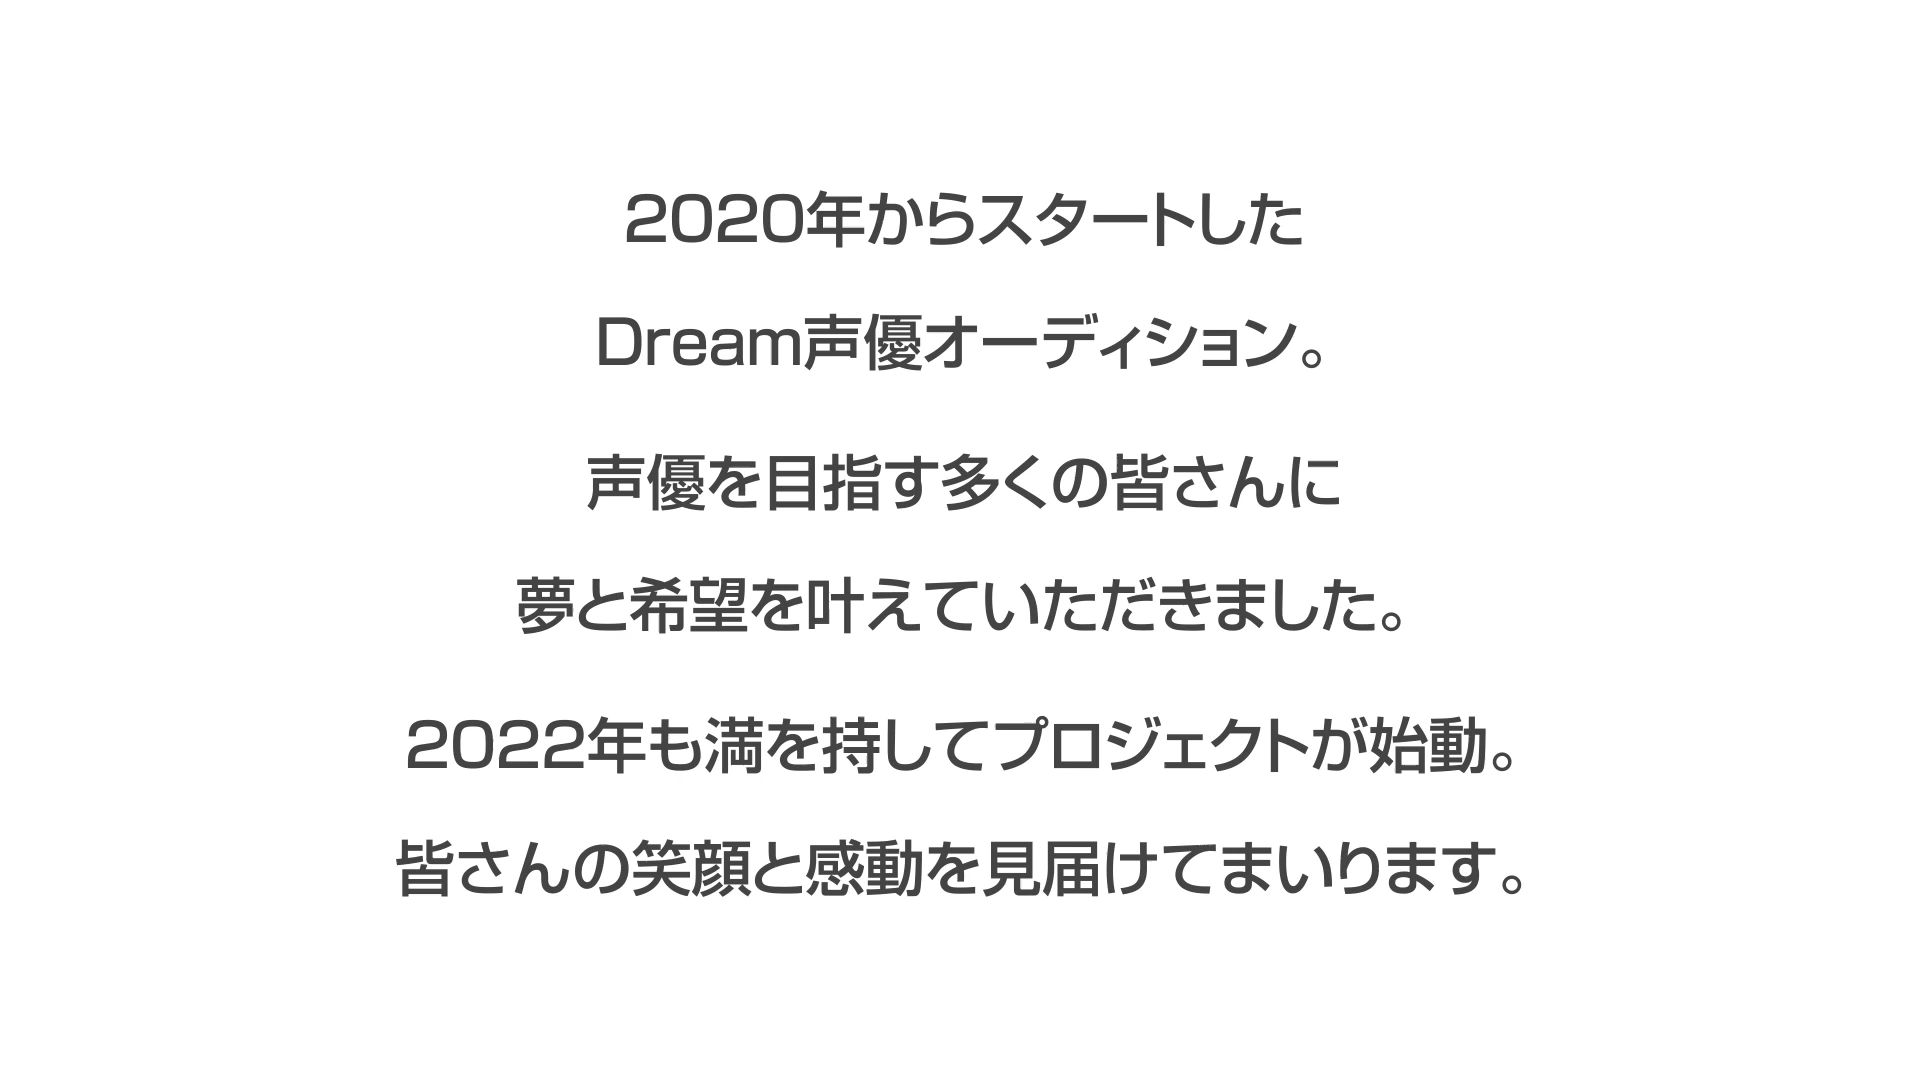 2020年からスタートした
Dream声優オーディション。
声優を目指す多くの皆さんに
夢と希望を叶えていただきました。
2022年も満を持してプロジェクトが始動。
皆さんの笑顔と感動を見届けてまいります。